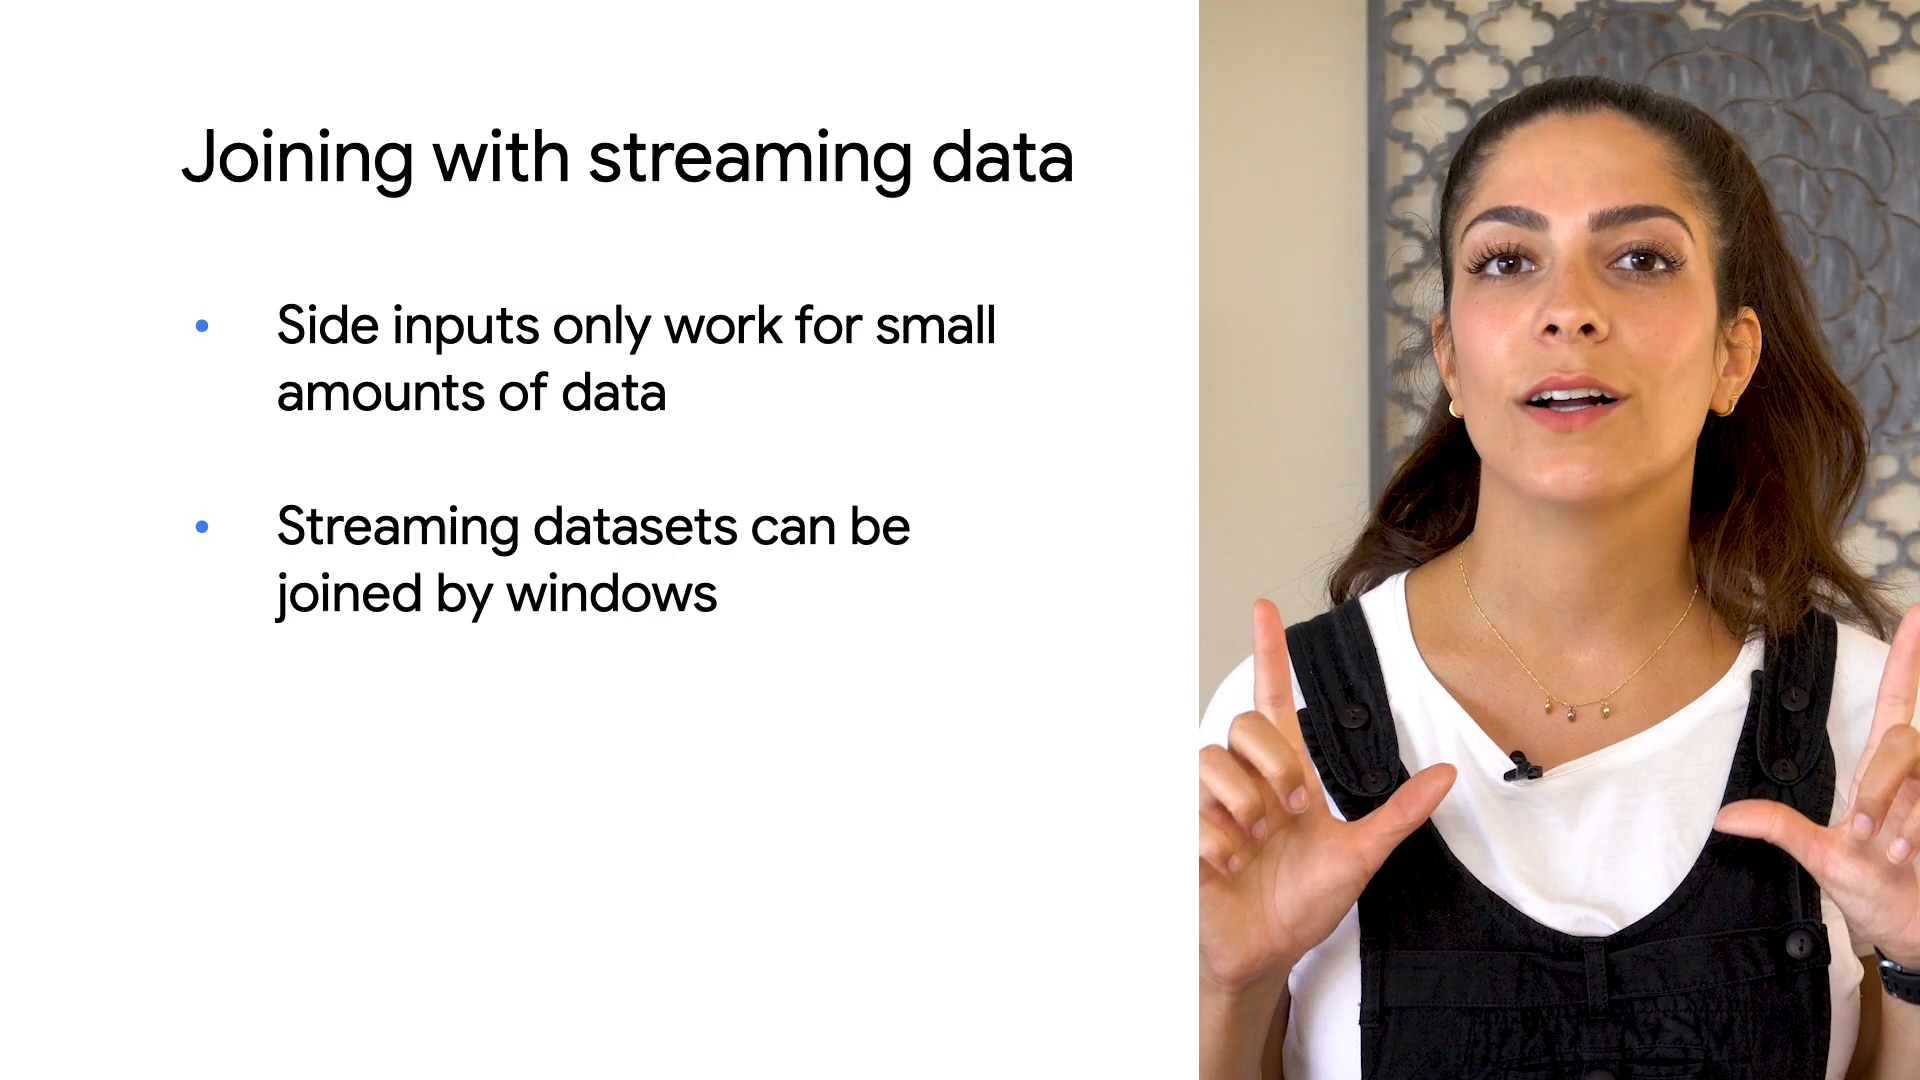 Joining with streaming data
• Side inputs only work for small
amounts of data
• Streaming datasets can be
joined by windows